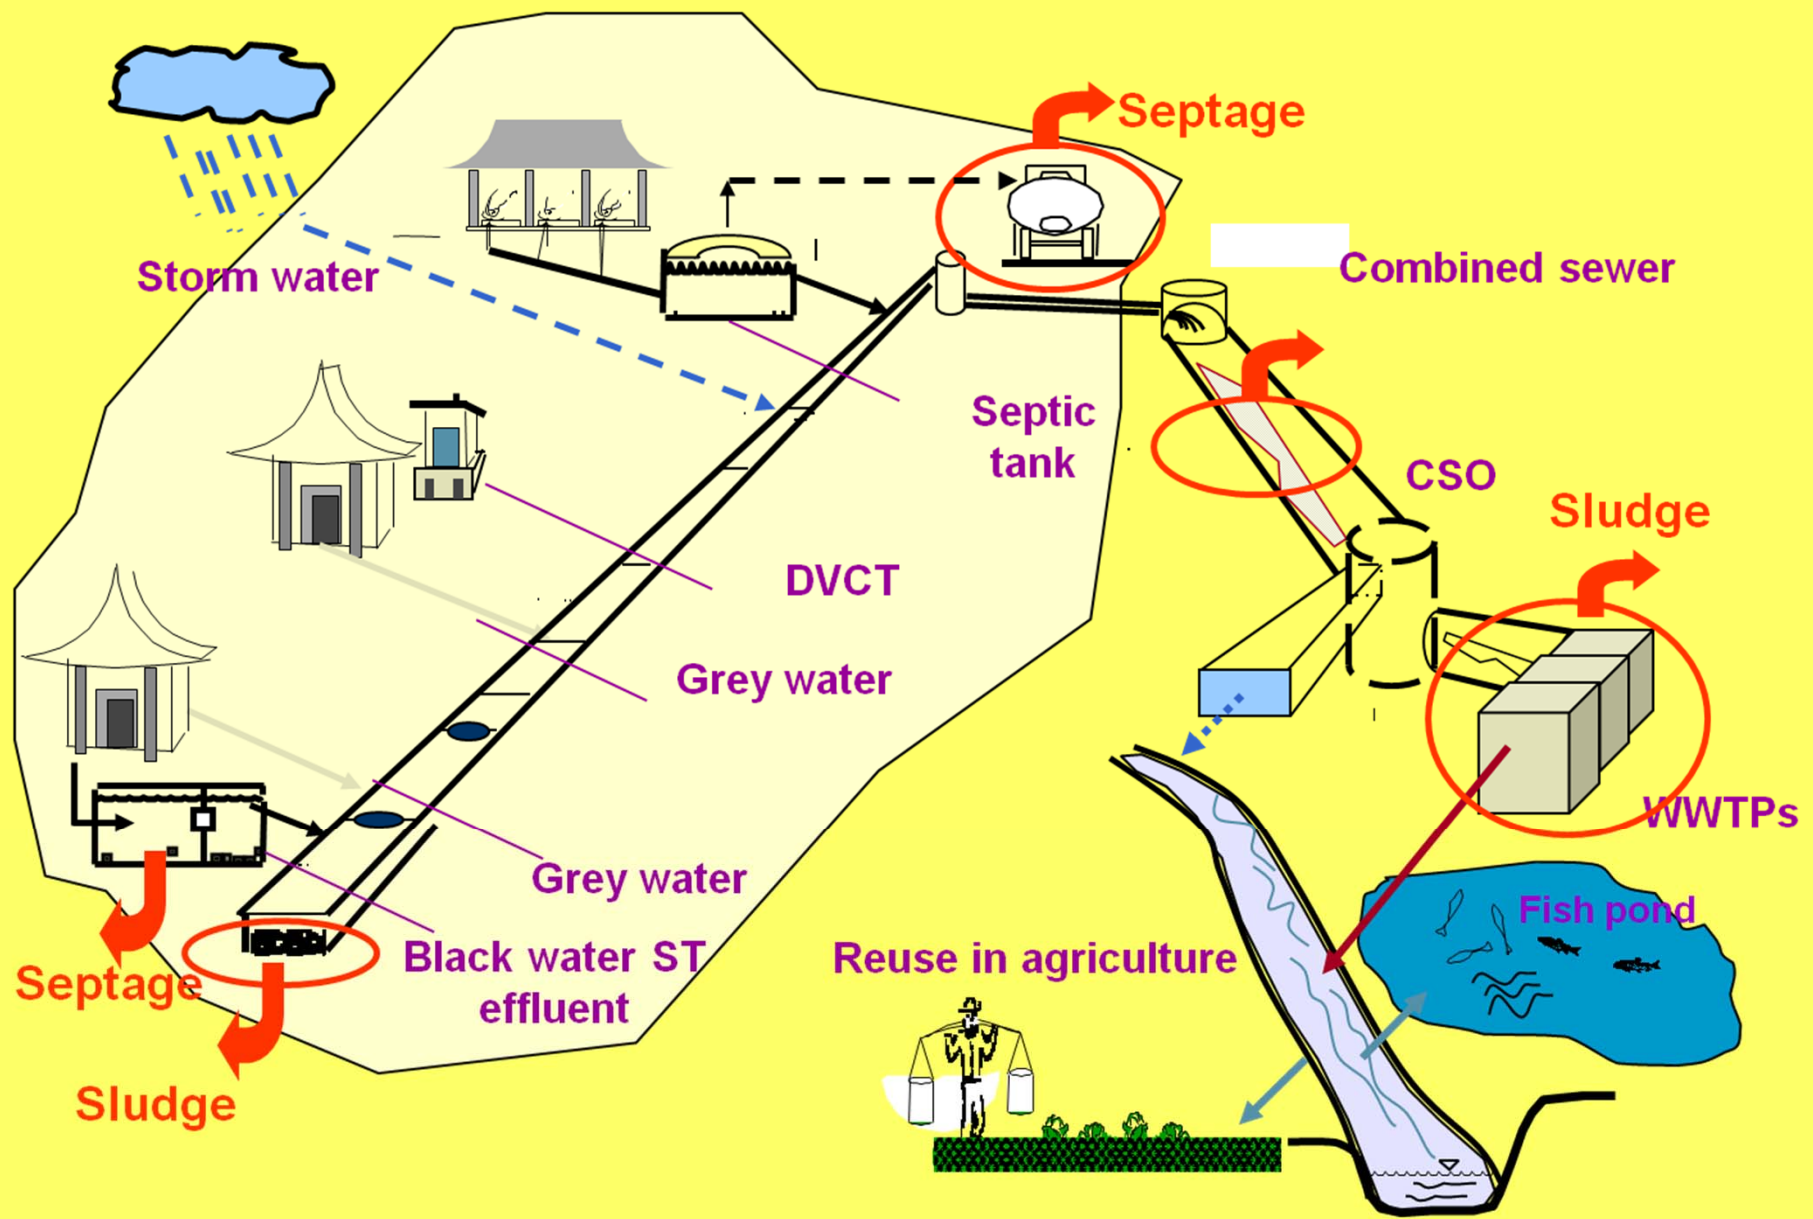 Septage
Storm water
Combined sewer
Septic
tank
CSO
Sludge
DVCT
Grey water
WWTPs
Grey water
Fish pond
Black water ST
effluent
Reuse in agriculture
Septage
Sludge